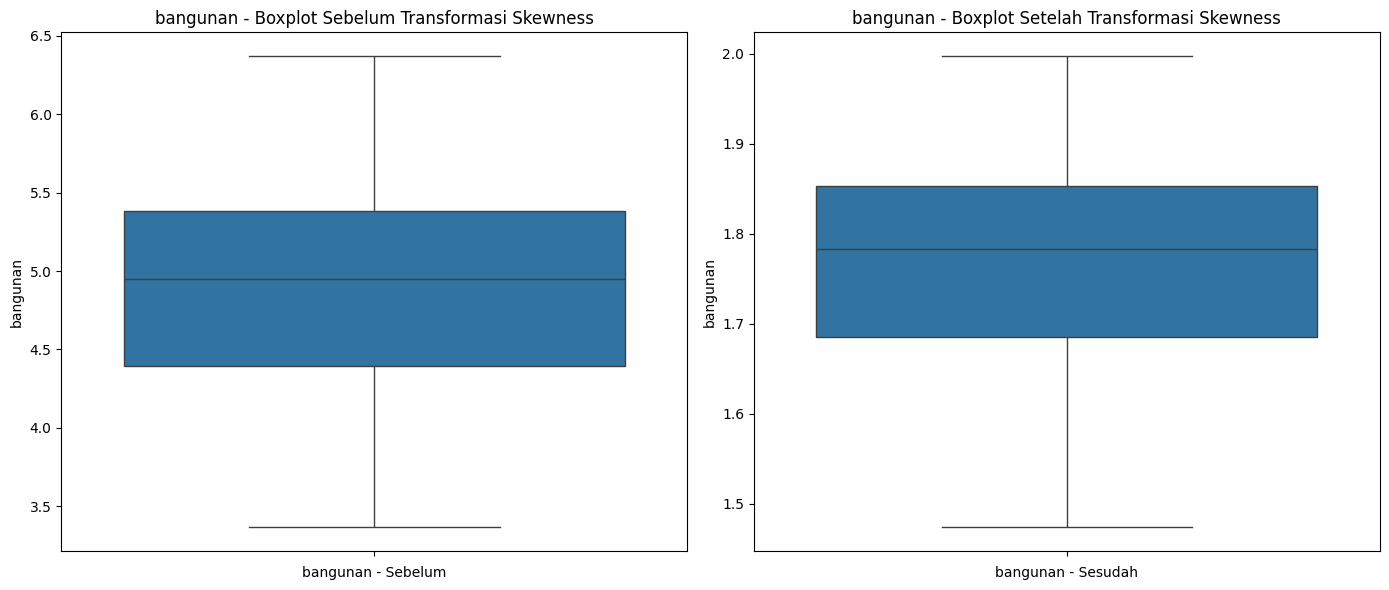 bangunan - Boxplot Sebelum Transformasi Skewness
6.5
6.0
5.5
5.0
4.5
4.0
3.5
bangunan
bangunan - Sebelum
bangunan - Boxplot Setelah Transformasi Skewness
2.0
1.9
1.8
1.7
1.6
1.5
bangunan
bangunan - Sesudah